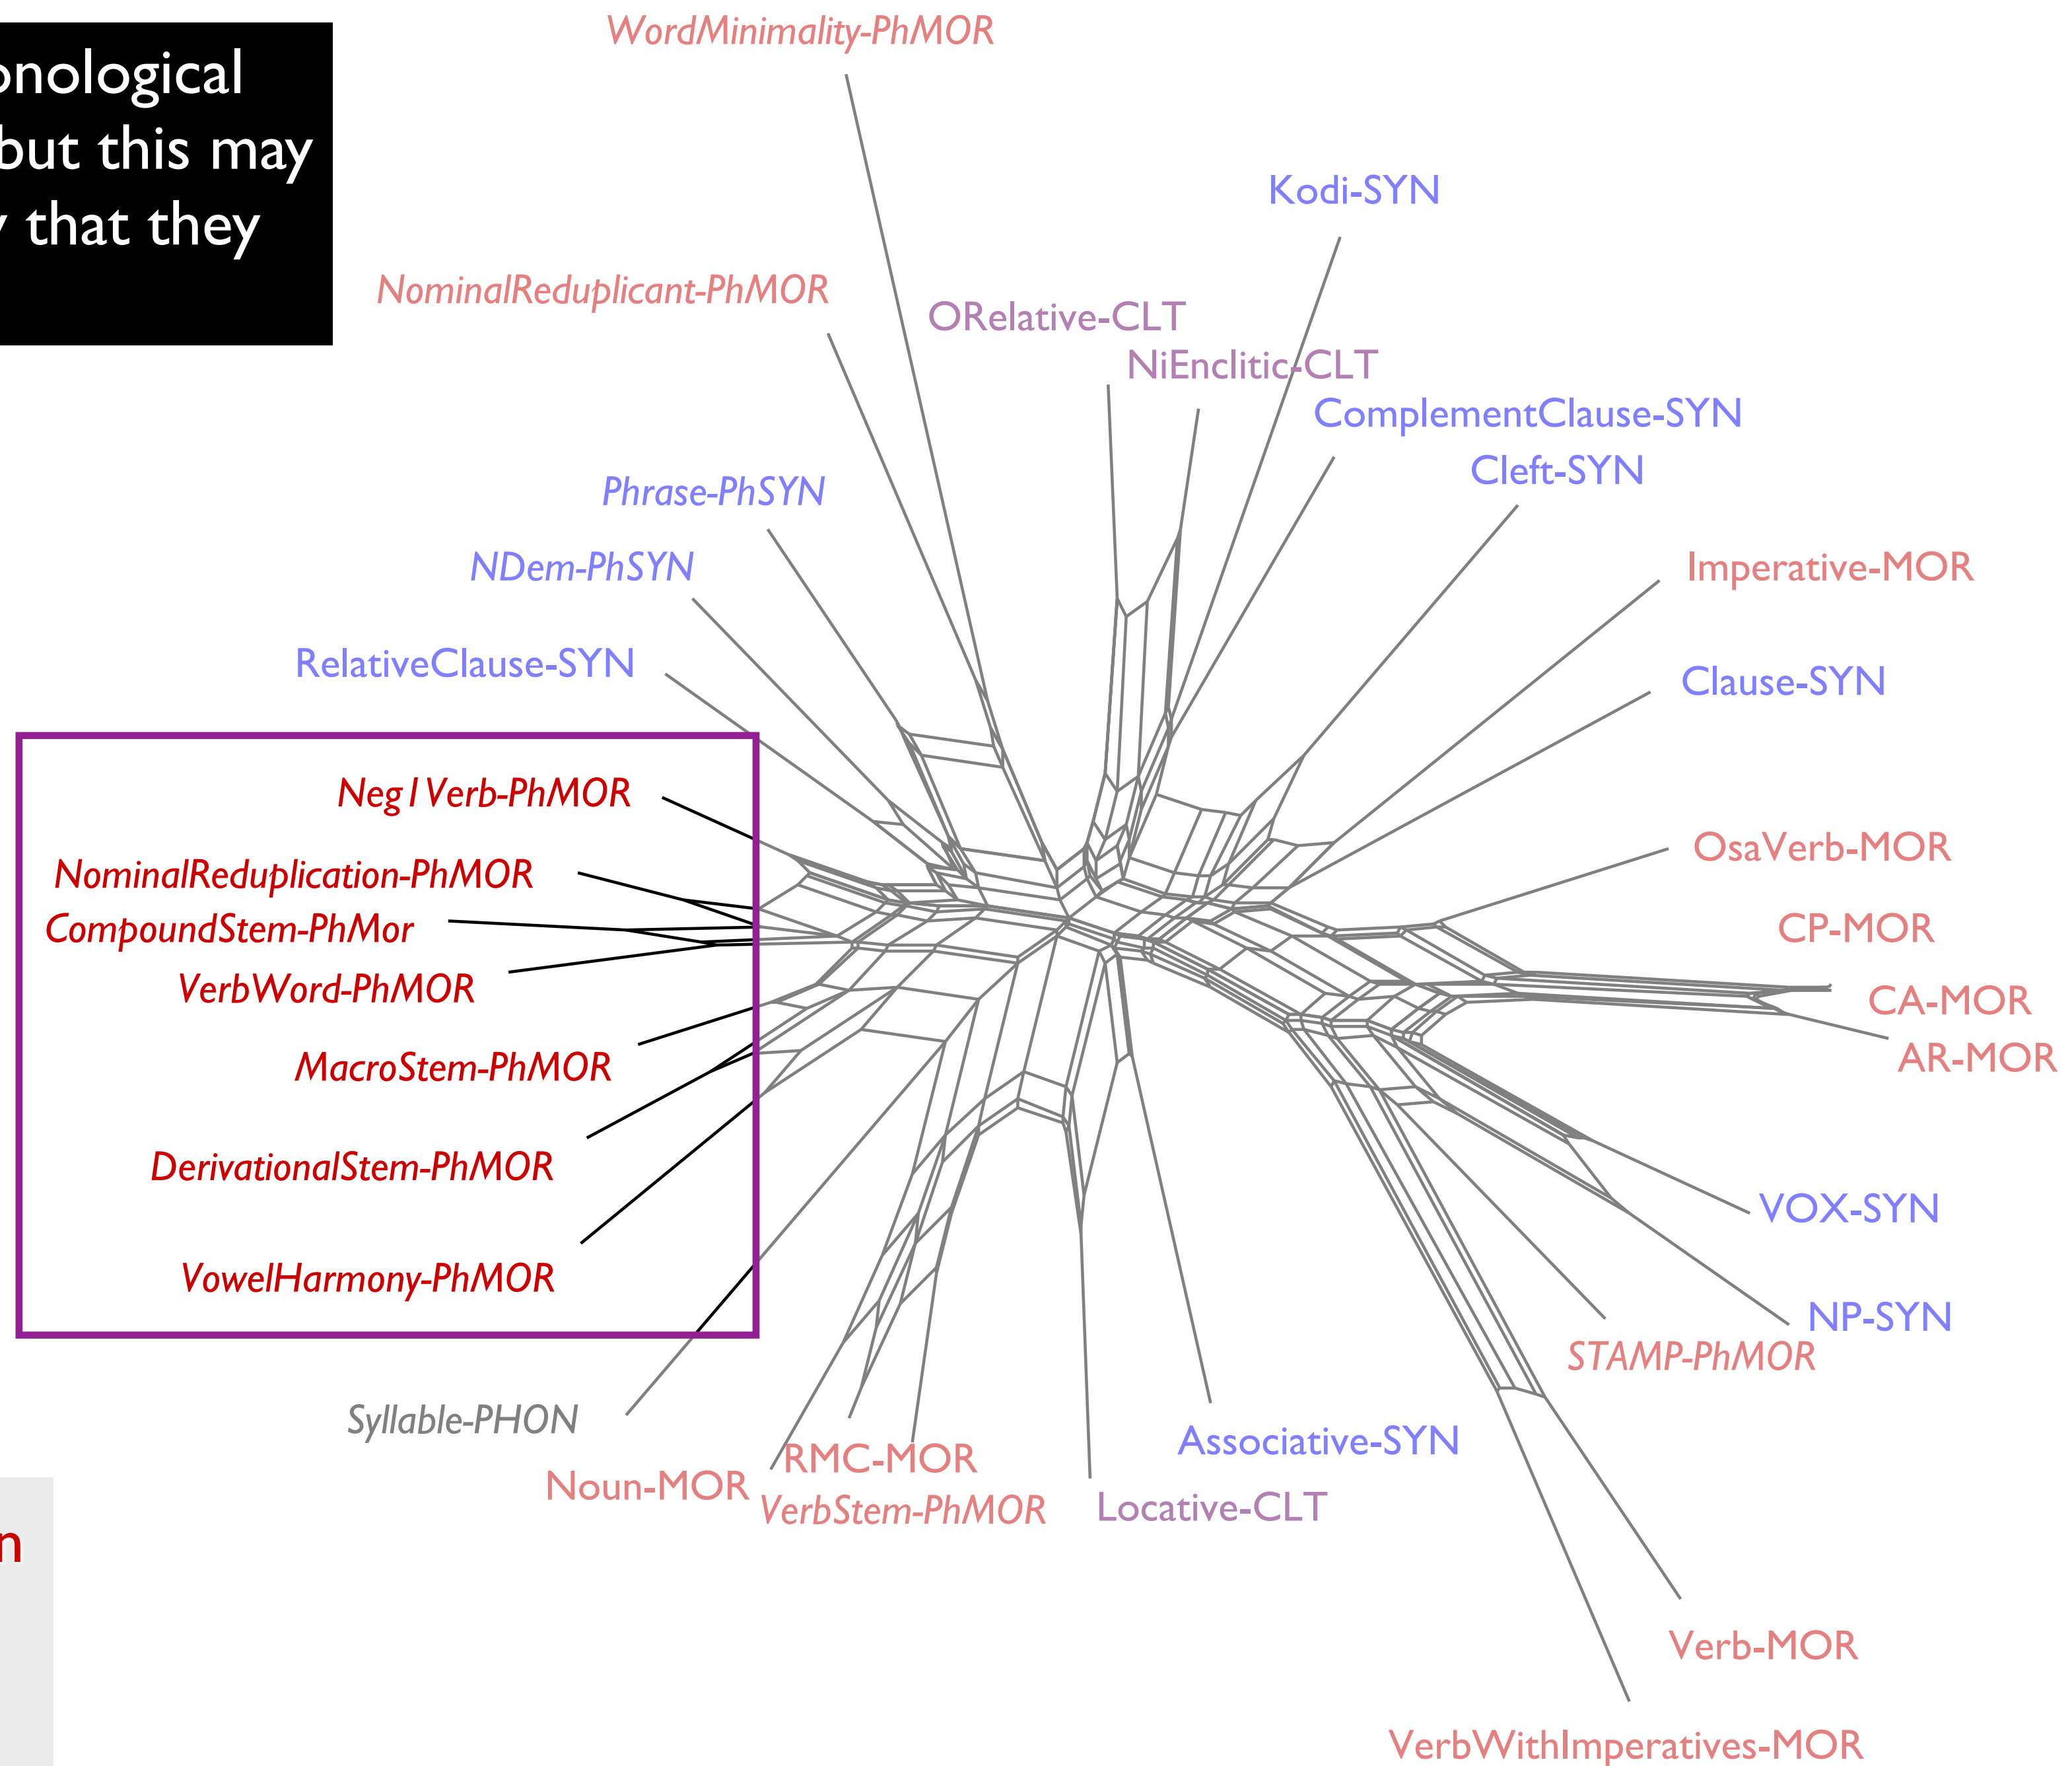 WordMinimality-PhMOR
onological
but this may
that they
Kodi-SYN
NominalReduplicant-PhMOR
ORelative-CLT
NiEnclitic-CLT
ComplementClause-SYN
Cleft-SYN
Phrase-PhSYN
NDem-PhSYN
Imperative-MOR
RelativeClause-SYN
Clause-SYN
Neg1Verb-PhMOR
OsaVerb-MOR
NominalReduplication-PhMOR
CompoundStem-PhMor
CP-MOR
VerbWord-PhMOR
CA-MOR
MacroStem-PhMOR
AR-MOR
DerivationalStem-PhMOR
VOX-SYN
VowelHarmony-PhMOR
NP-SYN
STAMP-PhMOR
Syllable-PHON
Associative-SYN
RMC-MOR
Noun-MOR
VerbStem-PhMOR
Locative-CLT
n
Verb-MOR
VerbWithImperatives-MOR